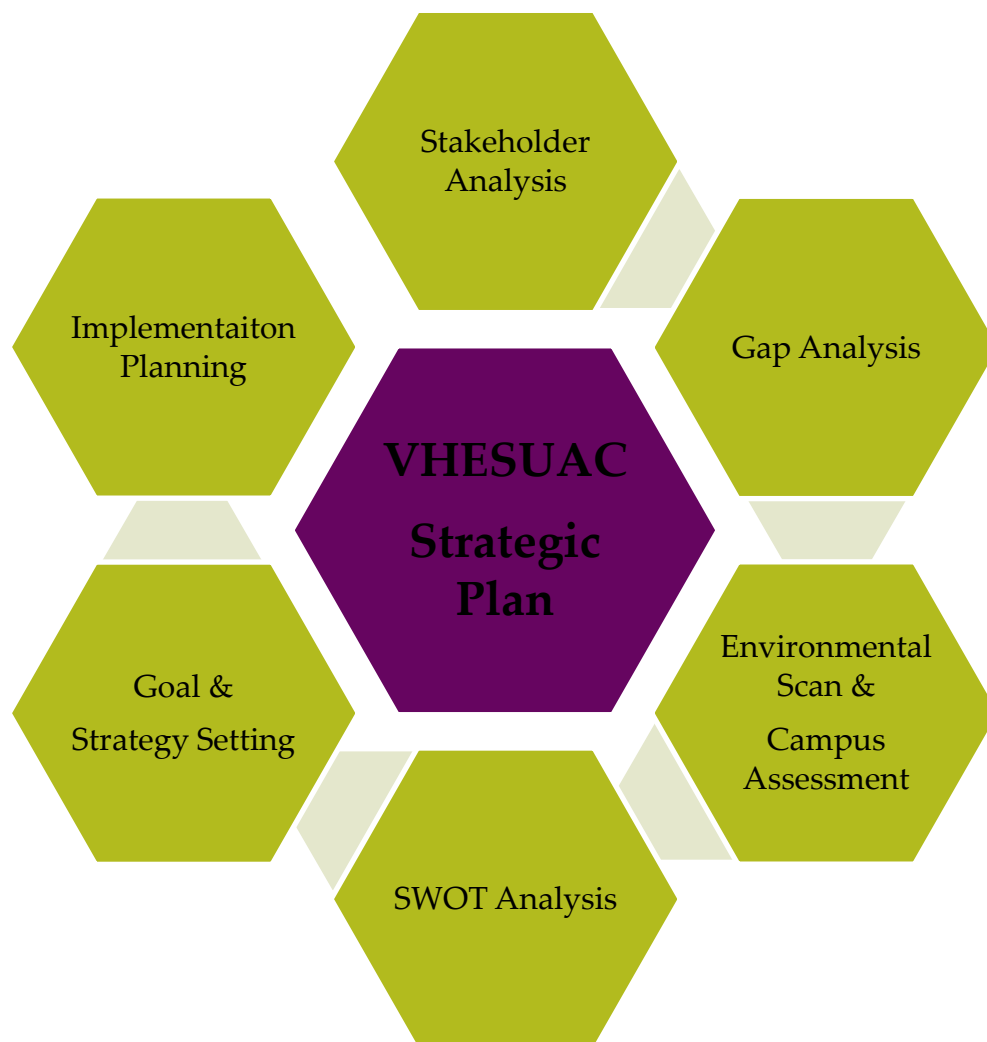 Stakeholder
Analysis
Gap Analysis
Environmental
Scan &
Campus
Assessment
SWOT Analysis
Goal &
Strategy Setting
Implementaiton
Planning
VHESUAC
Strategic
Plan